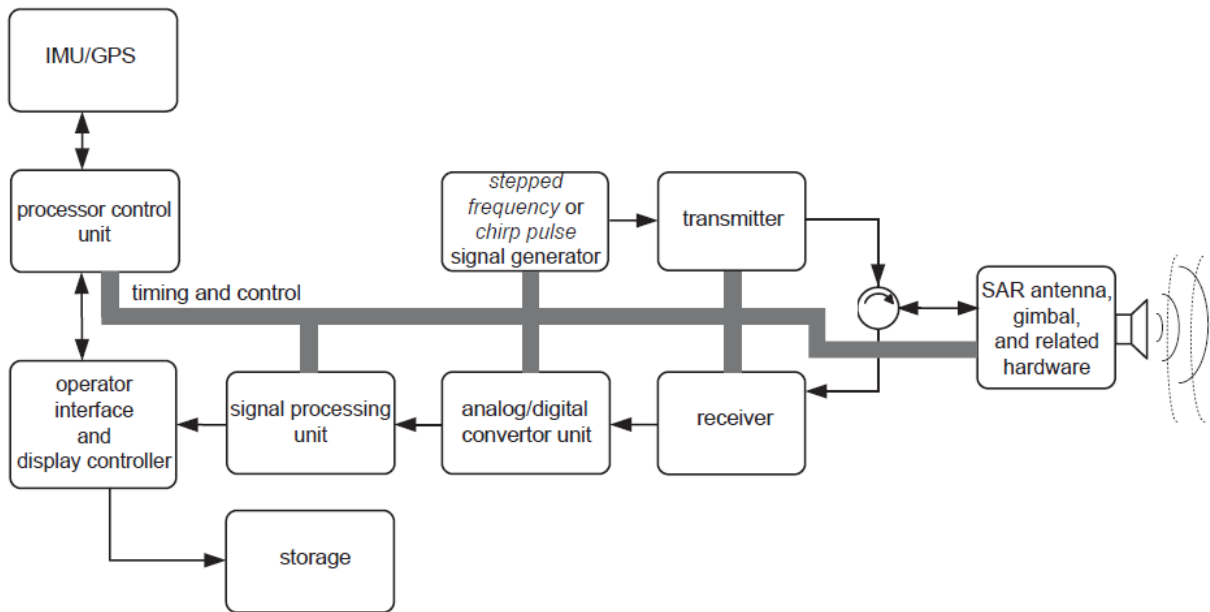 IMU/GPS
processor control
unit
timing and control
operator
interface
and
display controller
signal processing
unit
storage
stepped
frequency or
chirp pulse
signal generator
analog/digital
convertor unit
transmitter
receiver
SAR antenna,
gimbal,
and related
hardware